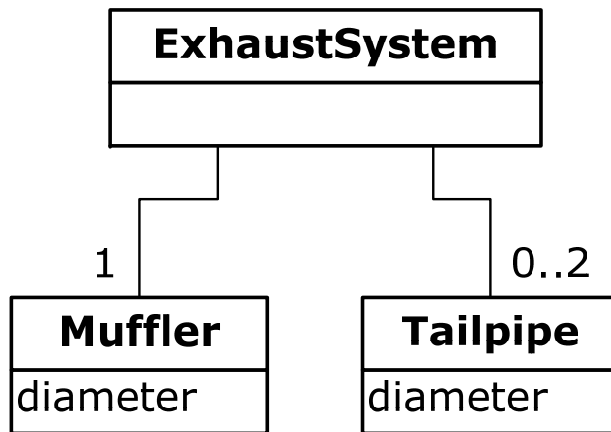 ExhaustSystem
1
0..2
Muffler
Tailpipe
diameter
diameter